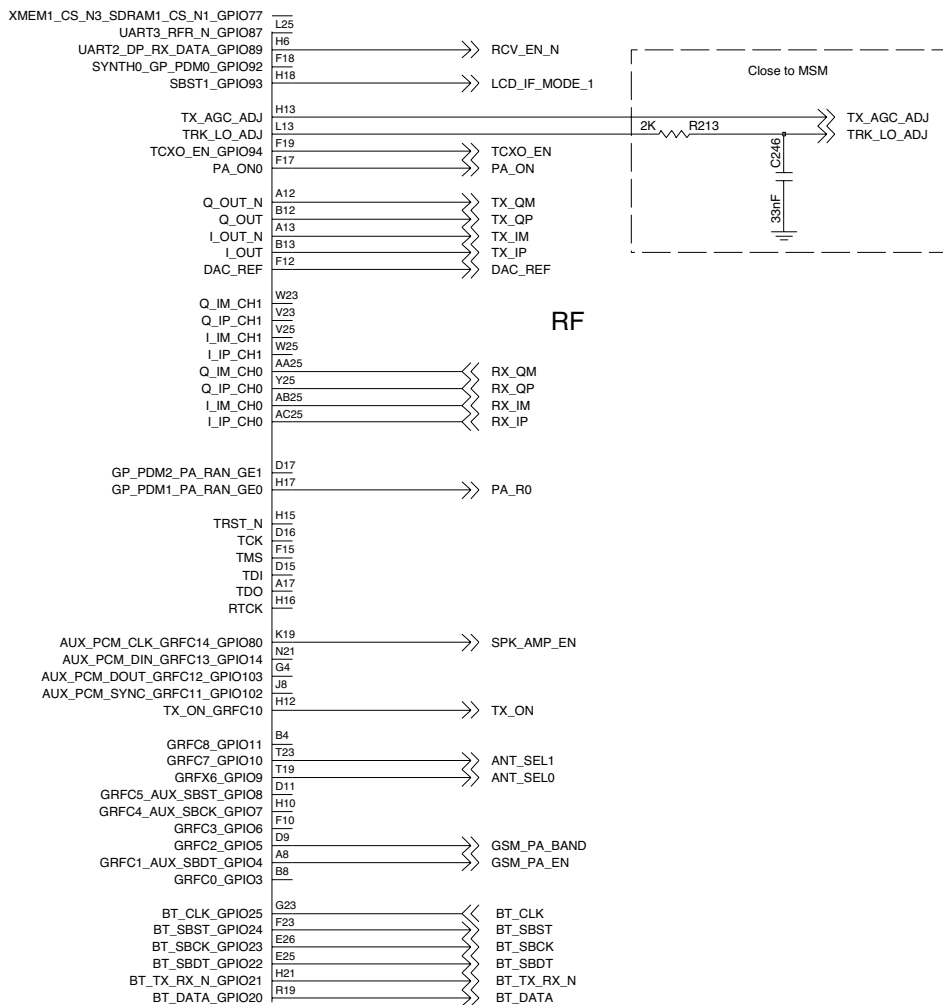 XMEM1_CS_N3_SDRAM1_CS_N1_GPIO77
UART3_RFR_N_GPIO87 L25
UART2_DP_RX_DATA_GPIO89 H6 RCV_EN_N
SYNTH0_GP_PDM0_GPIO92 F18
SBST1_GPIO93 H18 LCD_IF_MODE_1
Close to MSM
TX_AGC_ADJ H13 TX_AGC_ADJ
TRK_LO_ADJ L13 2K R213 TRK_LO_ADJ
C246
33nF
TCXO_EN_GPIO94 F19 TCXO_EN
PA_ON0 F17 PA_ON
Q_OUT_N A12 TX_QM
Q_OUT B12 TX_QP
I_OUT_N A13 TX_IM
I_OUT B13 TX_IP
DAC_REF F12 DAC_REF
RF
Q_IM_CH1 W23
Q_IP_CH1 V23
I_IM_CH1 V25
I_IP_CH1 W25
Q_IM_CH0 AA25 RX_QM
Q_IP_CH0 Y25 RX_QP
I_IM_CH0 AB25 RX_IM
I_IP_CH0 AC25 RX_IP
GP_PDM2_PA_RAN_GE1 D17
GP_PDM1_PA_RAN_GE0 H17 PA_R0
TRST_N H15
TCK D16
TMS F15
TDI D15
TDO A17
RTCK H16
AUX_PCM_CLK_GRFC14_GPIO80 K19 SPK_AMP_EN
AUX_PCM_DIN_GRFC13_GPIO14 N21
AUX_PCM_DOUT_GRFC12_GPIO103 G4
AUX_PCM_SYNC_GRFC11_GPIO102 J8
TX_ON_GRFC10 H12 TX_ON
GRFC8_GPIO11 B4
GRFC7_GPIO10 T23 ANT_SEL1
GRFX6_GPIO9 T19 ANT_SEL0
GRFC5_AUX_SBST_GPIO8 D11
GRFC4_AUX_SBCK_GPIO7 H10
GRFC3_GPIO6 F10
GRFC2_GPIO5 D9 GSM_PA_BAND
GRFC1_AUX_SBDT_GPIO4 A8 GSM_PA_EN
GRFC0_GPIO3 B8
BT_CLK_GPIO25 G23 BT_CLK
BT_SBST_GPIO24 F23 BT_SBST
BT_SBCK_GPIO23 E26 BT_SBCK
BT_SBDT_GPIO22 E25 BT_SBDT
BT_TX_RX_N_GPIO21 H21 BT_TX_RX_N
BT_DATA_GPIO20 R19 BT_DATA